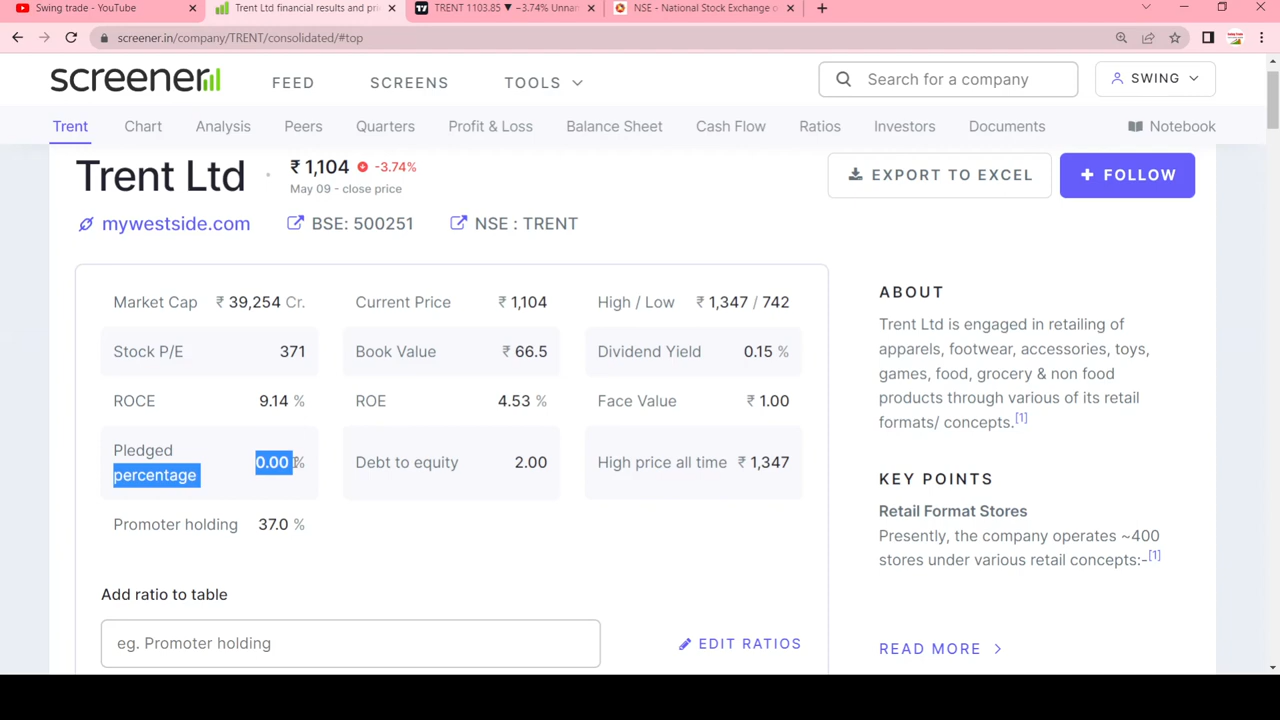 Swing trade - YouTube
Trent Ltd financial results and pri
TRENT 1103.85 ▼ −3.74% Unnan
NSE - National Stock Exchange o
screener.in/company/TRENT/consolidated/#top
screener
FEED
SCREENS
TOOLS
Search for a company
SWING
Trent
Chart
Analysis
Peers
Quarters
Profit & Loss
Balance Sheet
Cash Flow
Ratios
Investors
Documents
Notebook
Trent Ltd
₹ 1,104
-3.74%
May 09 - close price
EXPORT TO EXCEL
+ FOLLOW
mywestside.com
BSE: 500251
NSE : TRENT
Market Cap ₹ 39,254 Cr.
Current Price ₹ 1,104
High / Low ₹ 1,347 / 742
Stock P/E 371
Book Value ₹ 66.5
Dividend Yield 0.15 %
ROCE 9.14 %
ROE 4.53 %
Face Value ₹ 1.00
Pledged
percentage 0.00 %
Debt to equity 2.00
High price all time ₹ 1,347
Promoter holding 37.0 %
Add ratio to table
eg. Promoter holding
EDIT RATIOS
ABOUT
Trent Ltd is engaged in retailing of
apparels, footwear, accessories, toys,
games, food, grocery & non food
products through various of its retail
formats/ concepts.[1]
KEY POINTS
Retail Format Stores
Presently, the company operates ~400
stores under various retail concepts:-[1]
READ MORE